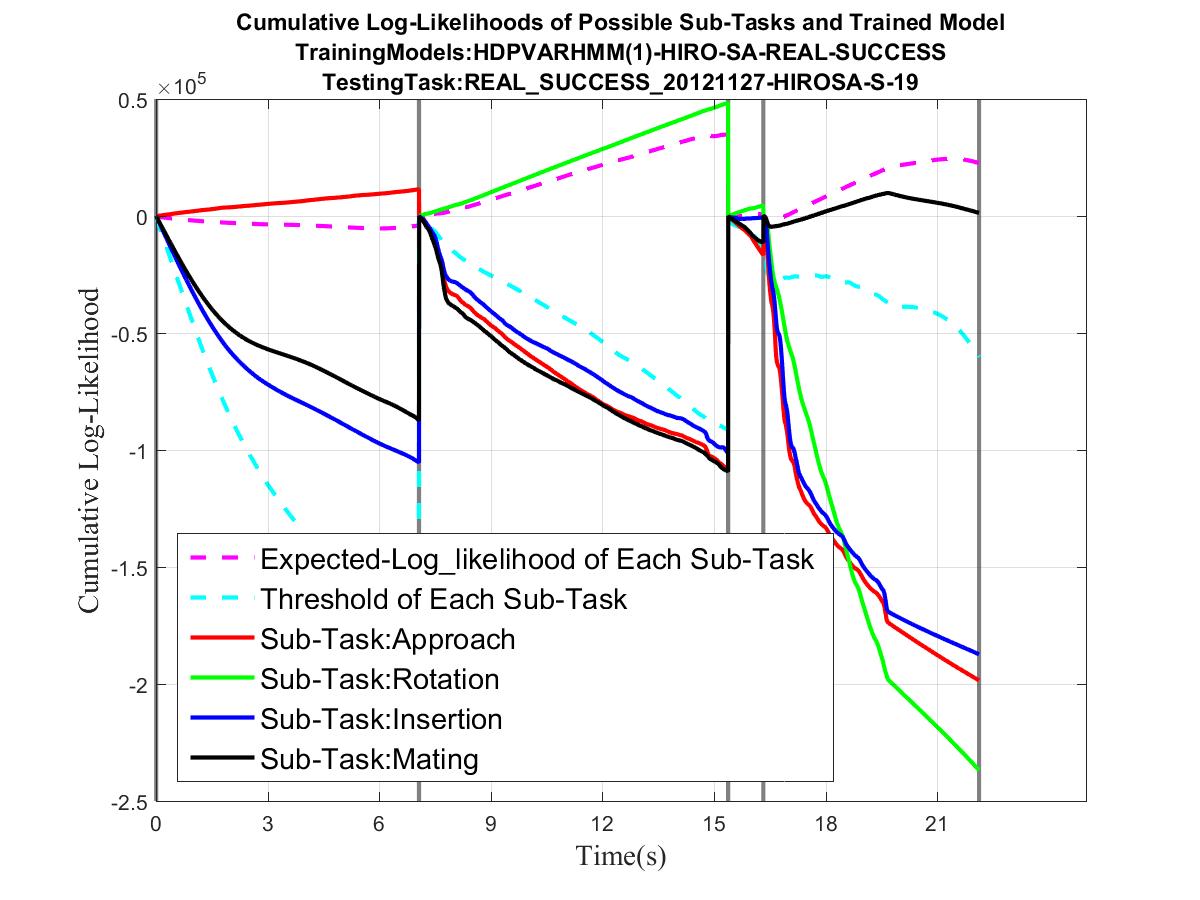 Cumulative Log-Likelihoods of Possible Sub-Tasks and Trained Model
TrainingModels:HDPVARHMM(1)-HIRO-SA-REAL-SUCCESS
TestingTask:REAL_SUCCESS_20121127-HIROSA-S-19
×10^5
0.5
0
-0.5
-1
-1.5
-2
-2.5
Cumulative Log-Likelihood
Expected-Log_likelihood of Each Sub-Task
Threshold of Each Sub-Task
Sub-Task:Approach
Sub-Task:Rotation
Sub-Task:Insertion
Sub-Task:Mating
0 3 6 9 12 15 18 21
Time(s)